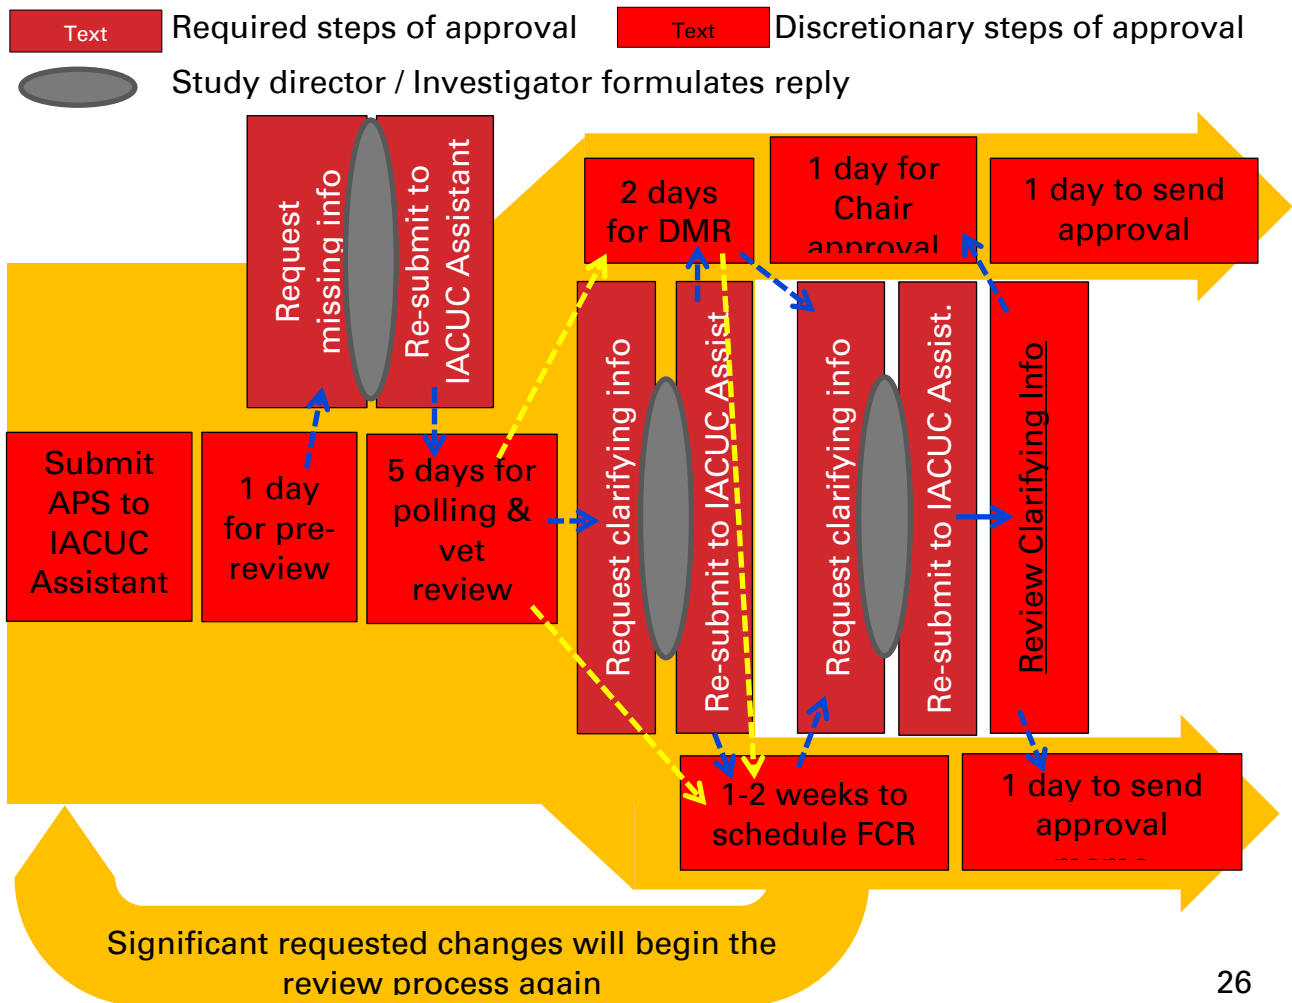 Text
Required steps of approval
Text
Discretionary steps of approval
Study director / Investigator formulates reply
Request
missing info
Re-submit to
IACUC Assistant
2 days
for DMR
1 day for
Chair
approval
1 day to send
approval
Submit
APS to
IACUC
Assistant
1 day
for pre-
review
5 days for
polling &
vet
review
Request clarifying info
Re-submit to IACUC Assist.
Request clarifying info
Re-submit to IACUC Assist.
Review Clarifying Info
1-2 weeks to
schedule FCR
1 day to send
approval
Significant requested changes will begin the
review process again
26